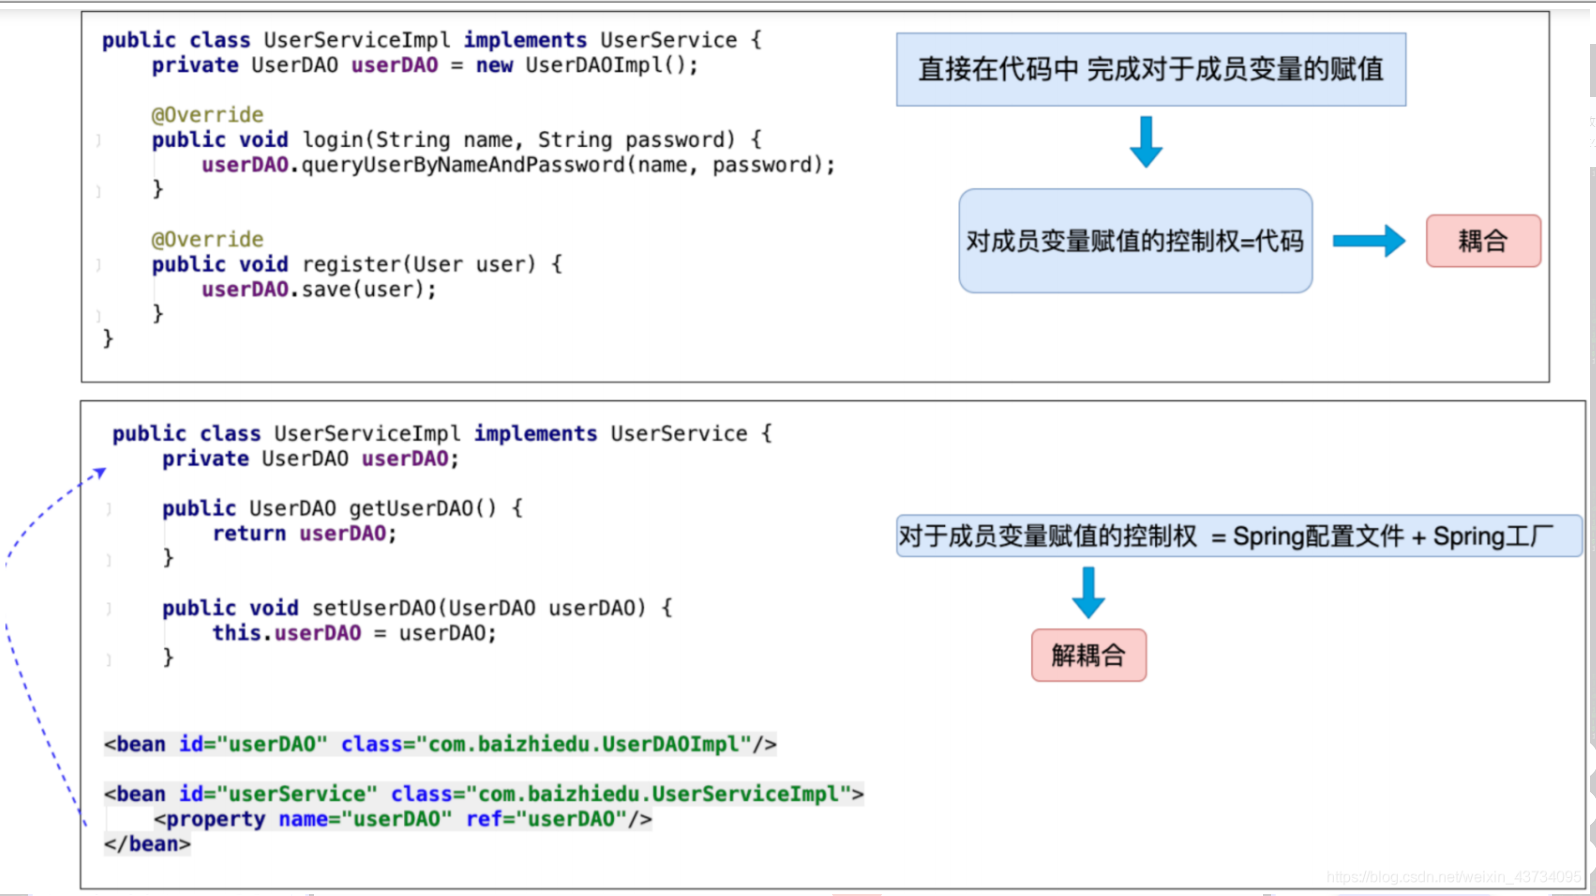 public class UserServiceImpl implements UserService {
private UserDAO userDAO = new UserDAOImpl();
@Override
public void login(String name, String password) {
userDAO.queryUserByNameAndPassword(name, password);
}
@Override
public void register(User user) {
userDAO.save(user);
}
}
直接在代码中 完成对于成员变量的赋值
对成员变量赋值的控制权=代码
耦合
public class UserServiceImpl implements UserService {
private UserDAO userDAO;
public UserDAO getUserDAO() {
return userDAO;
}
public void setUserDAO(UserDAO userDAO) {
this.userDAO = userDAO;
}
<bean id="userDAO" class="com.baizhiedu.UserDAOImpl"/>
<bean id="userService" class="com.baizhiedu.UserServiceImpl">
<property name="userDAO" ref="userDAO"/>
</bean>
对于成员变量赋值的控制权 = Spring配置文件 + Spring工厂
解耦合
https://blog.csdn.net/weixin_43734095